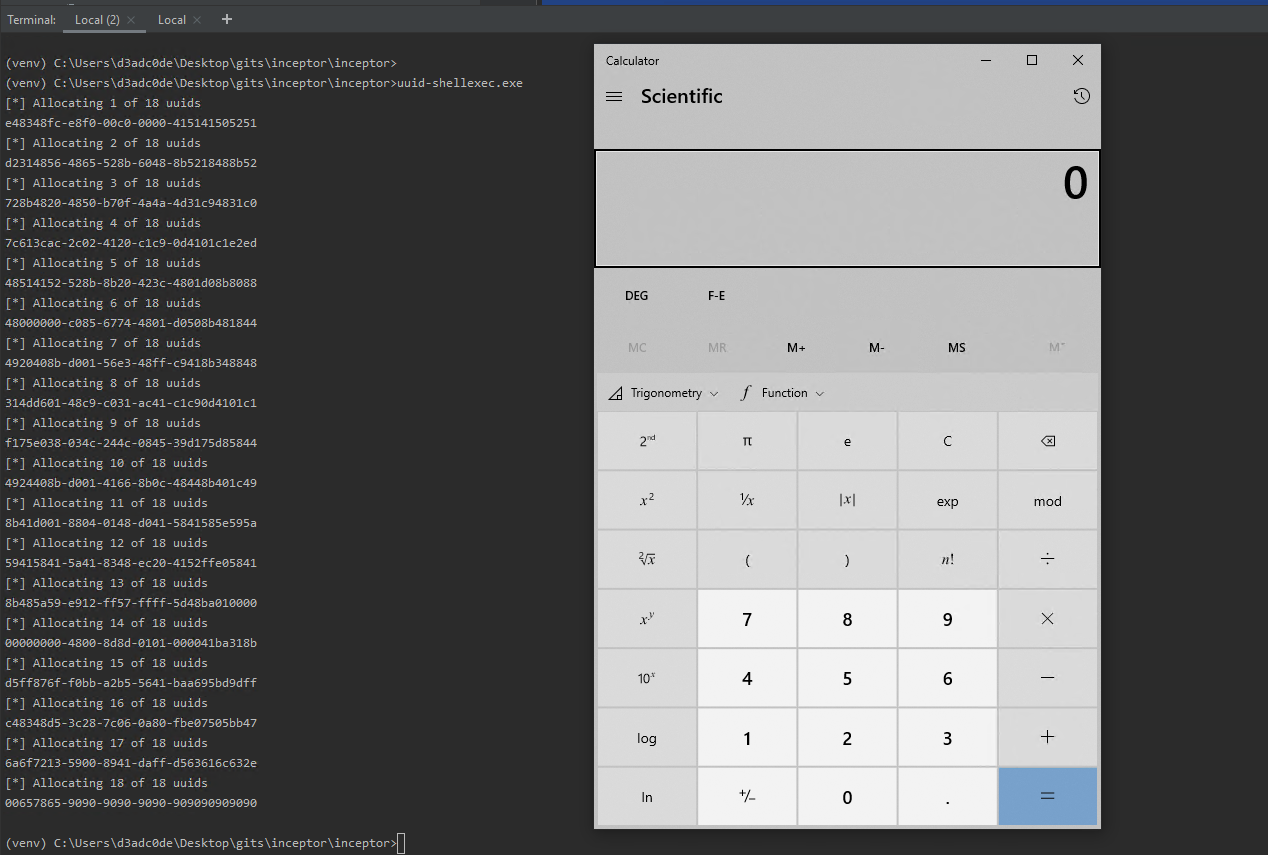 Terminal: Local (2) × Local × +
(venv) C:\Users\d3adc0de\Desktop\gits\inceptor\inceptor>
(venv) C:\Users\d3adc0de\Desktop\gits\inceptor\inceptor>uuid-shellexec.exe
[*] Allocating 1 of 18 uuids
e48348fc-e8f0-00c0-0000-415141505251
[*] Allocating 2 of 18 uuids
d2314856-4865-528b-6048-8b5218488b52
[*] Allocating 3 of 18 uuids
728b4820-4850-b70f-4a4a-4d31c94831c0
[*] Allocating 4 of 18 uuids
7c613cac-2c02-4120-c1c9-0d4101c1e2ed
[*] Allocating 5 of 18 uuids
48514152-528b-8b20-423c-4801d08b8088
[*] Allocating 6 of 18 uuids
48000000-c085-6774-4801-d0508b481844
[*] Allocating 7 of 18 uuids
4920408b-d001-56e3-48ff-c9418b348848
[*] Allocating 8 of 18 uuids
314dd601-48c9-c031-ac41-c1c90d4101c1
[*] Allocating 9 of 18 uuids
f175e038-034c-244c-0845-39d175d85844
[*] Allocating 10 of 18 uuids
4924408b-d001-4166-8b0c-48448b401c49
[*] Allocating 11 of 18 uuids
8b41d001-8804-0148-d041-5841585e595a
[*] Allocating 12 of 18 uuids
59415841-5a41-8348-ec20-4152ffe05841
[*] Allocating 13 of 18 uuids
8b485a59-e912-ff57-ffff-5d48ba010000
[*] Allocating 14 of 18 uuids
00000000-4800-8d8d-0101-000041ba318b
[*] Allocating 15 of 18 uuids
d5ff876f-f0bb-a2b5-5641-baa695bd9dff
[*] Allocating 16 of 18 uuids
c48348d5-3c28-7c06-0a80-fbe07505bb47
[*] Allocating 17 of 18 uuids
6a6f7213-5900-8941-daff-d563616c632e
[*] Allocating 18 of 18 uuids
00657865-9090-9090-9090-909090909090
(venv) C:\Users\d3adc0de\Desktop\gits\inceptor\inceptor>
Calculator
Scientific
0
DEG F-E
MC MR M+ M- MS M˅
Trigonometry f Function
2nd π e C
x² ¹/x |x| exp mod
²√x ( ) n! ÷
xʸ 7 8 9 ×
10ˣ 4 5 6 −
log 1 2 3 +
ln +/− 0 . =